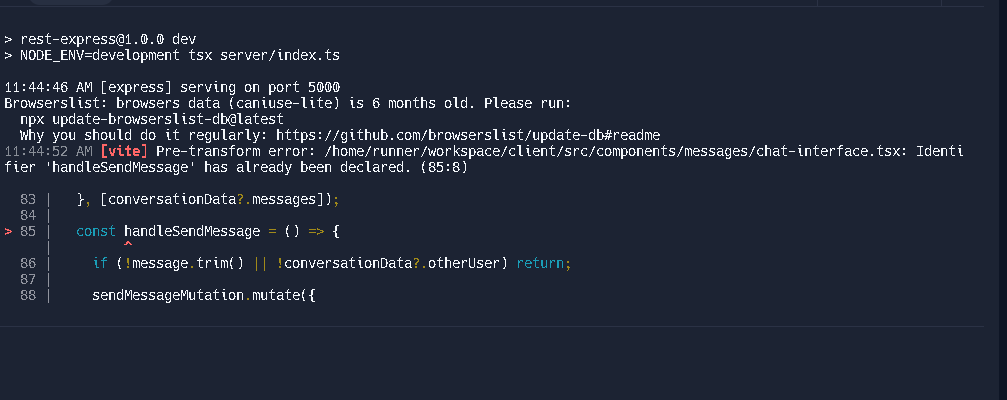 > rest-express@1.0.0 dev
> NODE_ENV=development tsx server/index.ts
11:44:46 AM [express] serving on port 5000
Browserslist: browsers data (caniuse-lite) is 6 months old. Please run:
  npx update-browserslist-db@latest
  Why you should do it regularly: https://github.com/browserslist/update-db#readme
11:44:52 AM [vite] Pre-transform error: /home/runner/workspace/client/src/components/messages/chat-interface.tsx: Identi
fier 'handleSendMessage' has already been declared. (85:8)
  83 |   }, [conversationData?.messages]);
  84 |
> 85 |   const handleSendMessage = () => {
     |         ^
  86 |     if (!message.trim() || !conversationData?.otherUser) return;
  87 |
  88 |     sendMessageMutation.mutate({